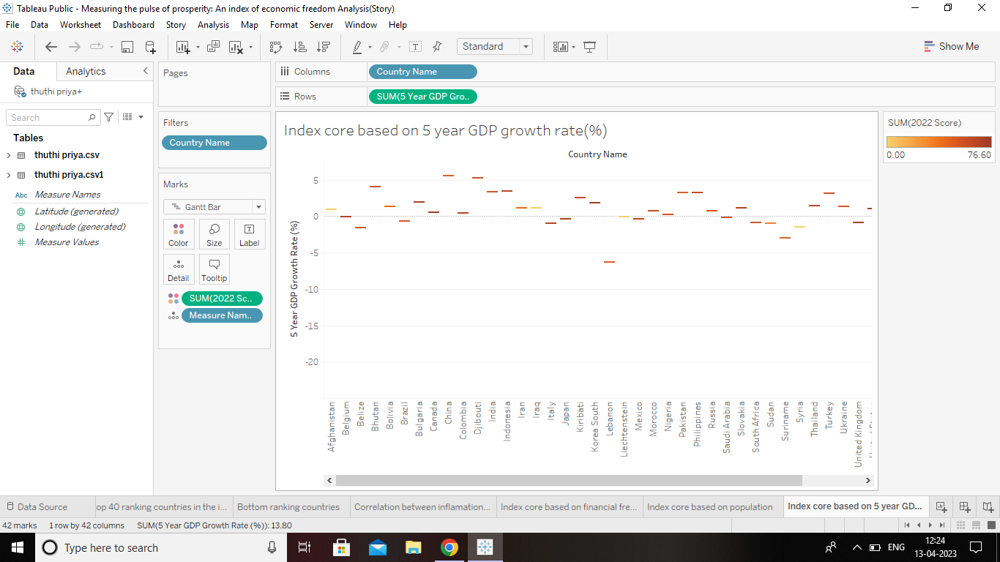 Tableau Public - Measuring the pulse of prosperity: An index of economic freedom Analysis(Story)
File Data Worksheet Dashboard Story Analysis Map Format Server Window Help
Standard
Show Me
Data Analytics
thuthi priya+
Search
Tables
thuthi priya.csv
thuthi priya.csv1
Abc Measure Names
Latitude (generated)
Longitude (generated)
Measure Values
Pages
Filters
Country Name
Marks
Gantt Bar
Color Size Label
Detail Tooltip
SUM(2022 Sc..
Measure Nam..
Columns Country Name
Rows SUM(5 Year GDP Gro..
Index core based on 5 year GDP growth rate(%)
Country Name
5 Year GDP Growth Rate (%)
5
0
-5
-10
-15
-20
Afghanistan
Belgium
Belize
Bhutan
Bolivia
Brazil
Bulgaria
Canada
China
Colombia
Djibouti
India
Indonesia
Iran
Iraq
Italy
Japan
Kiribati
Korea South
Lebanon
Liechtenstein
Mexico
Morocco
Nigeria
Pakistan
Philippines
Russia
Saudi Arabia
Slovakia
South Africa
Sudan
Suriname
Syria
Thailand
Turkey
Ukraine
United Kingdom
SUM(2022 Score)
0.00 76.60
Data Source op 40 ranking countries in the i... Bottom ranking countries Correlation between inflamation... Index core based on financial fre... Index core based on population Index core based on 5 year GD...
42 marks 1 row by 42 columns SUM(5 Year GDP Growth Rate (%)): 13.80
Type here to search
ENG
12:24
13-04-2023